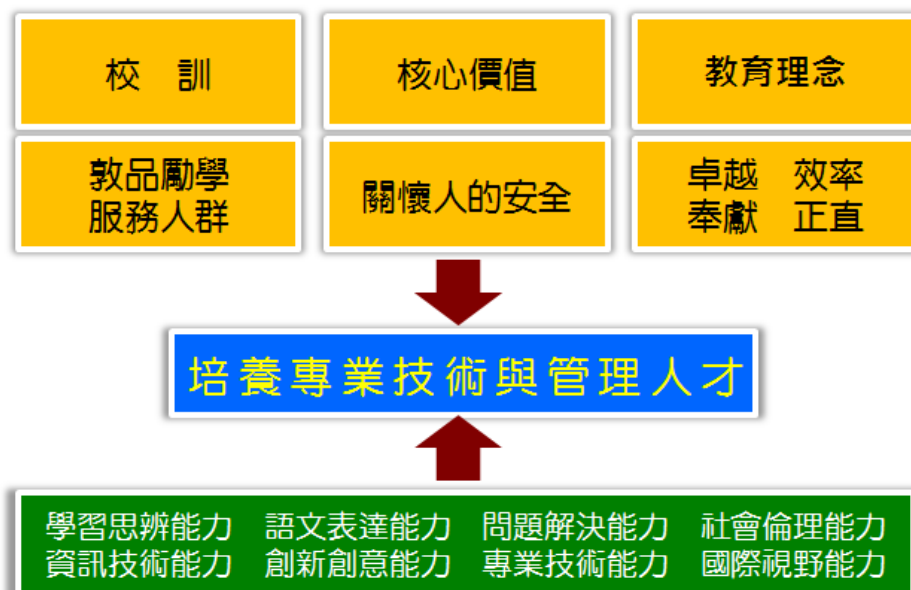 校 訓
核心價值
教育理念
敦品勵學
服務人群
關懷人的安全
卓越 效率
奉獻 正直
培養專業技術與管理人才
學習思辨能力 語文表達能力 問題解決能力 社會倫理能力
資訊技術能力 創新創意能力 專業技術能力 國際視野能力